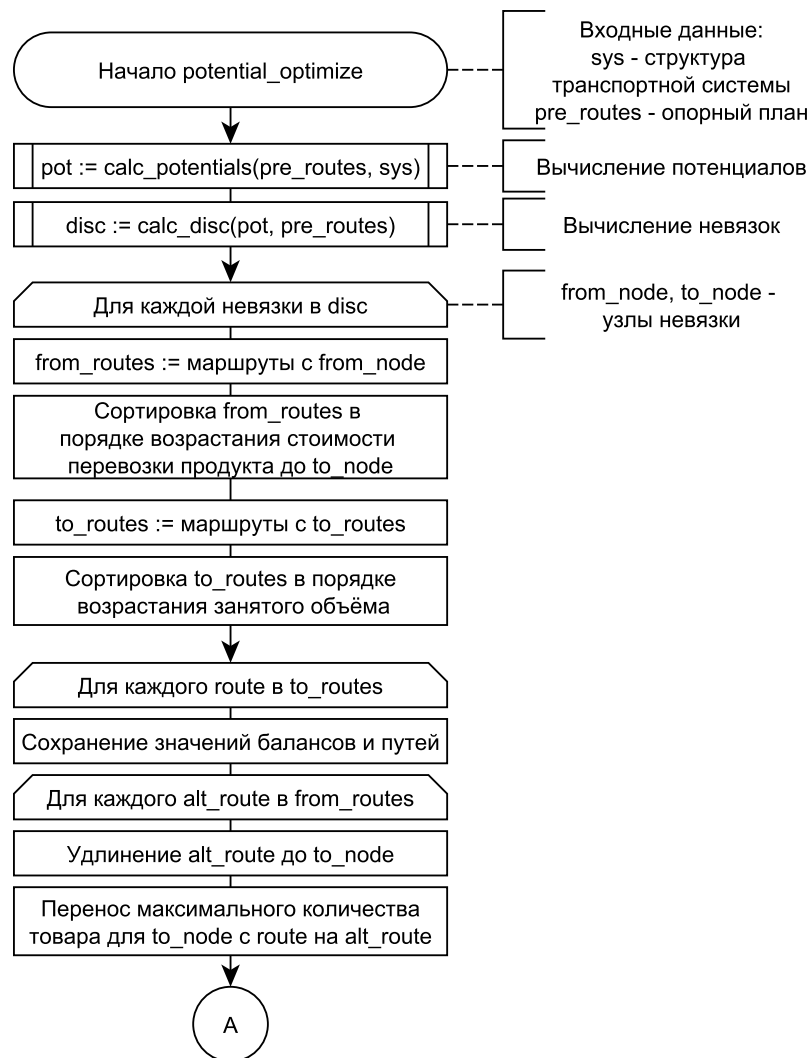 Начало potential_optimize
Входные данные:
sys - структура
транспортной системы
pre_routes - опорный план
pot := calc_potentials(pre_routes, sys)
Вычисление потенциалов
disc := calc_disc(pot, pre_routes)
Вычисление невязок
Для каждой невязки в disc
from_node, to_node -
узлы невязки
from_routes := маршруты с from_node
Сортировка from_routes в
порядке возрастания стоимости
перевозки продукта до to_node
to_routes := маршруты с to_routes
Сортировка to_routes в порядке
возрастания занятого объёма
Для каждого route в to_routes
Сохранение значений балансов и путей
Для каждого alt_route в from_routes
Удлинение alt_route до to_node
Перенос максимального количества
товара для to_node с route на alt_route
А